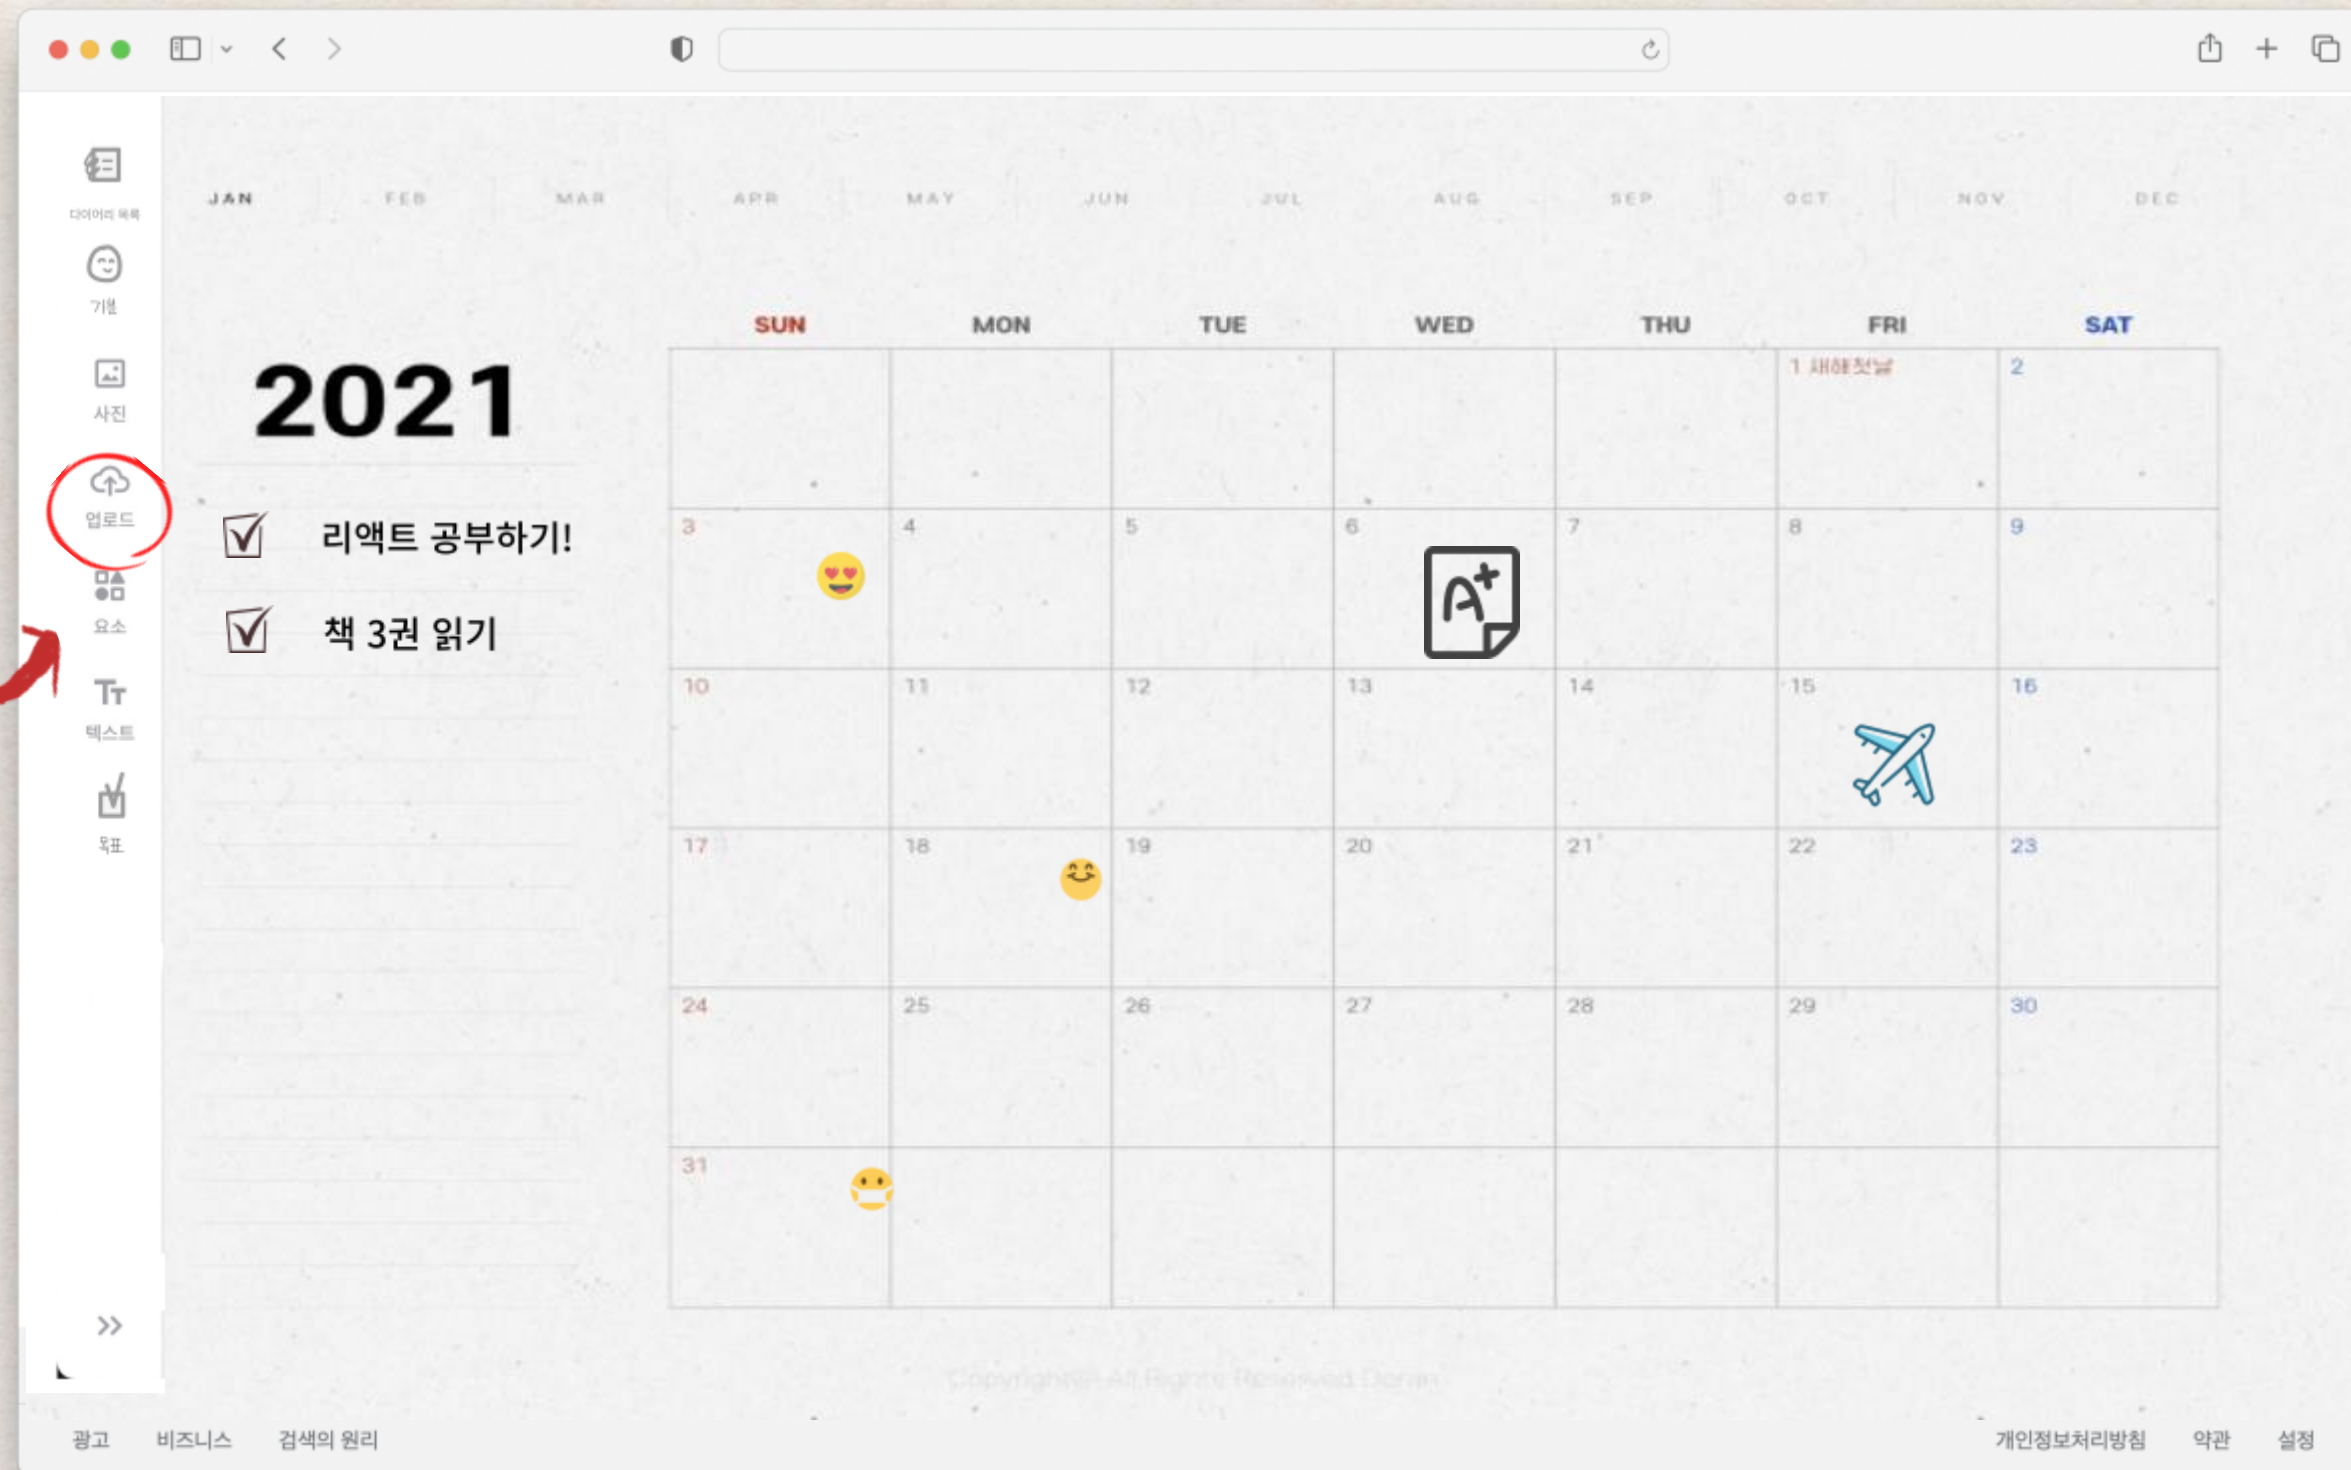 다이어리 목록
기분
사진
업로드
요소
텍스트
목표
JAN FEB MAR APR MAY JUN JUL AUG SEP OCT NOV DEC
2021
리액트 공부하기!
책 3권 읽기
SUN MON TUE WED THU FRI SAT
1 새해첫날 2
3 4 5 6 7 8 9
A+
10 11 12 13 14 15 16
17 18 19 20 21 22 23
24 25 26 27 28 29 30
31
Copyright© All Rights Reserved Doran
광고 비즈니스 검색의 원리 개인정보처리방침 약관 설정